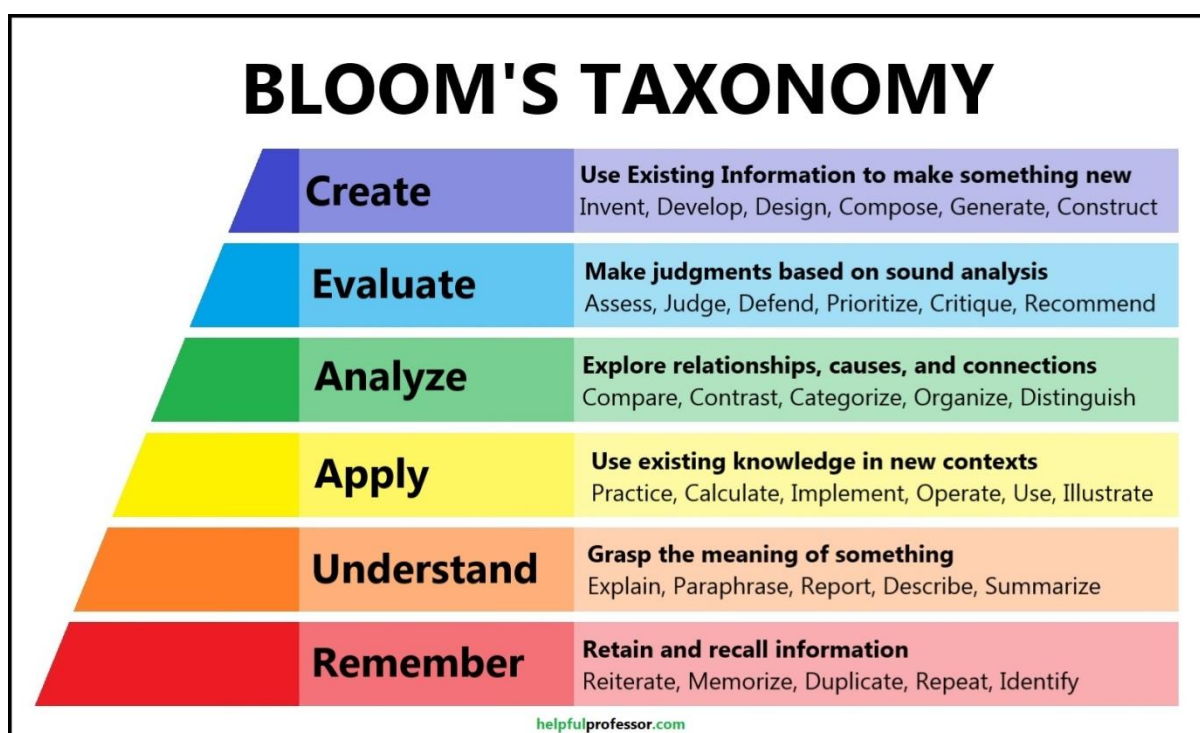 BLOOM'S TAXONOMY
Create
Use Existing Information to make something new
Invent, Develop, Design, Compose, Generate, Construct
Evaluate
Make judgments based on sound analysis
Assess, Judge, Defend, Prioritize, Critique, Recommend
Analyze
Explore relationships, causes, and connections
Compare, Contrast, Categorize, Organize, Distinguish
Apply
Use existing knowledge in new contexts
Practice, Calculate, Implement, Operate, Use, Illustrate
Understand
Grasp the meaning of something
Explain, Paraphrase, Report, Describe, Summarize
Remember
Retain and recall information
Reiterate, Memorize, Duplicate, Repeat, Identify
helpfulprofessor.com